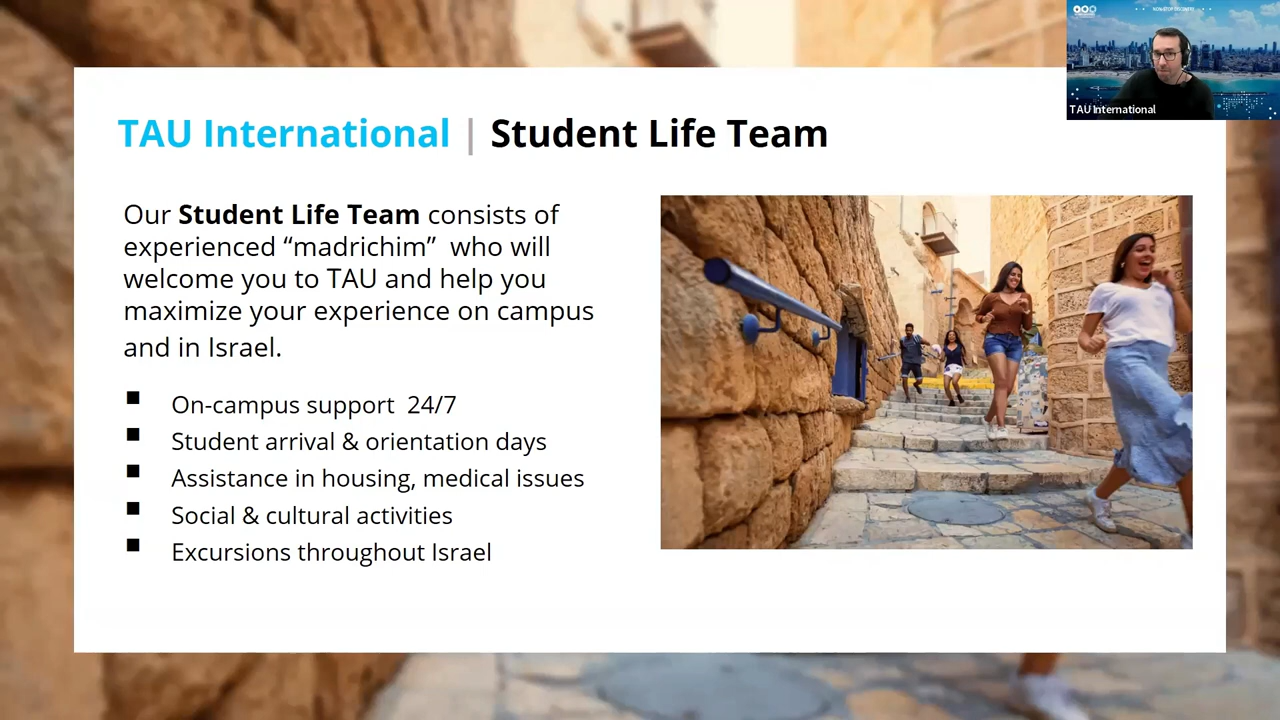 TAU International | Student Life Team
Our Student Life Team consists of
experienced “madrichim”  who will
welcome you to TAU and help you
maximize your experience on campus
and in Israel.
On-campus support  24/7
Student arrival & orientation days
Assistance in housing, medical issues
Social & cultural activities
Excursions throughout Israel
TAU International